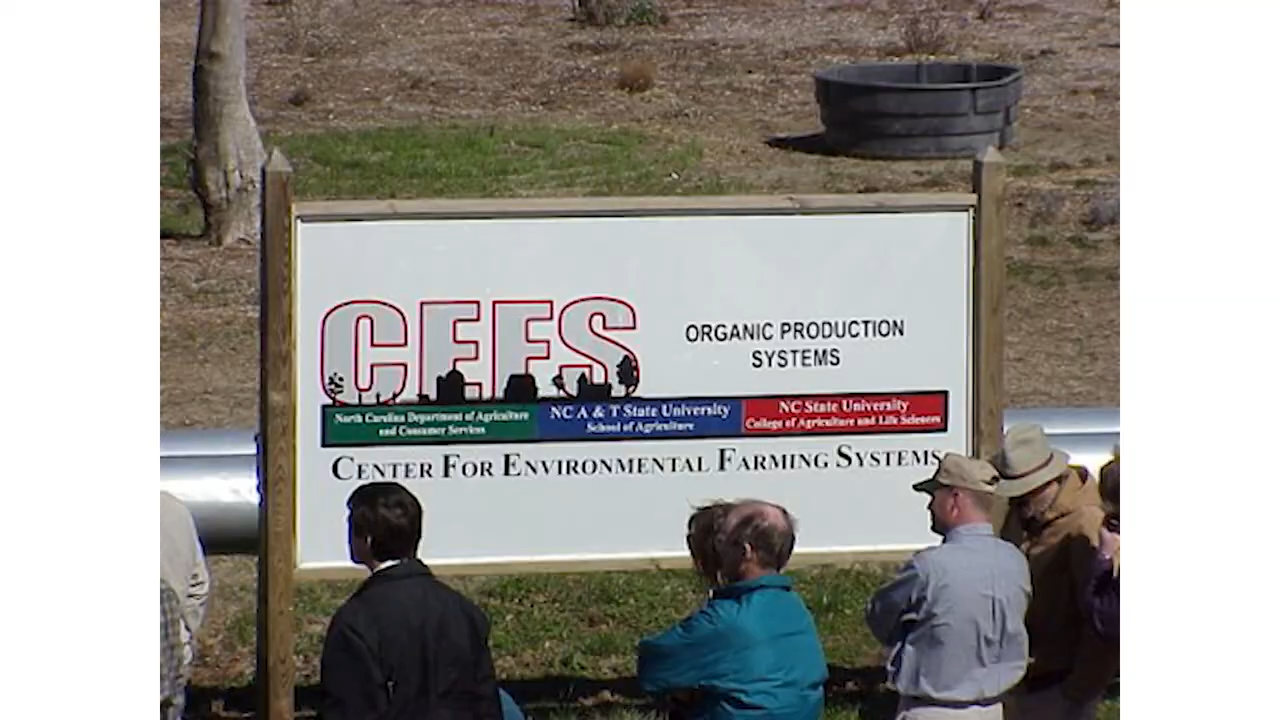 CEFS
ORGANIC PRODUCTION
SYSTEMS
North Carolina Department of Agriculture
and Consumer Services
NC A & T State University
School of Agriculture
NC State University
College of Agriculture and Life Sciences
CENTER FOR ENVIRONMENTAL FARMING SYSTEMS